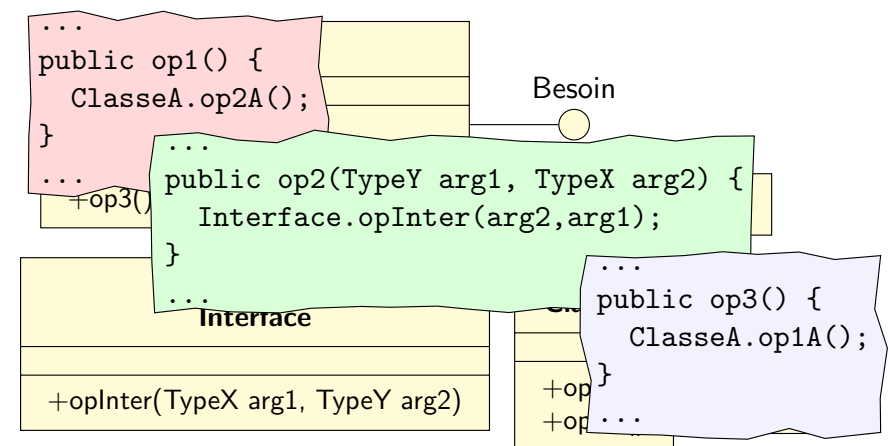 ...
public op1() {
ClasseA.op2A();
}
...
Besoin
...
public op2(TypeY arg1, TypeX arg2) {
Interface.opInter(arg2,arg1);
}
...
+op3()
Interface
+opInter(TypeX arg1, TypeY arg2)
...
public op3() {
ClasseA.op1A();
}
...
+op
+op